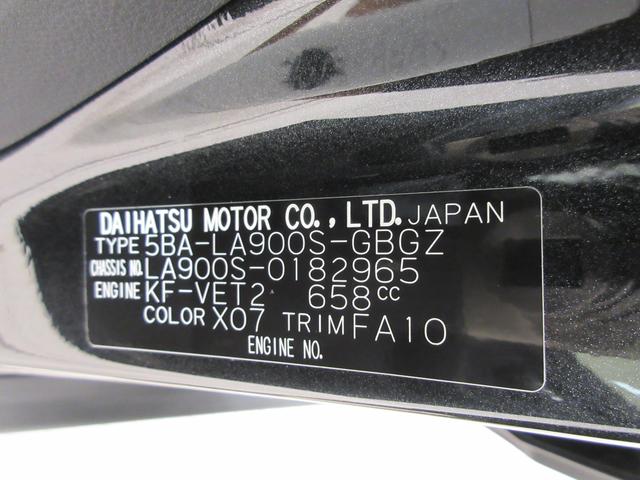 DAIHATSU MOTOR CO., LTD. JAPAN
TYPE 5BA-LA900S-GBGZ
CHASSIS NO. LA900S-0182965
ENGINE KF-VET2 658cc
COLOR X07 TRIM FA10
ENGINE NO.